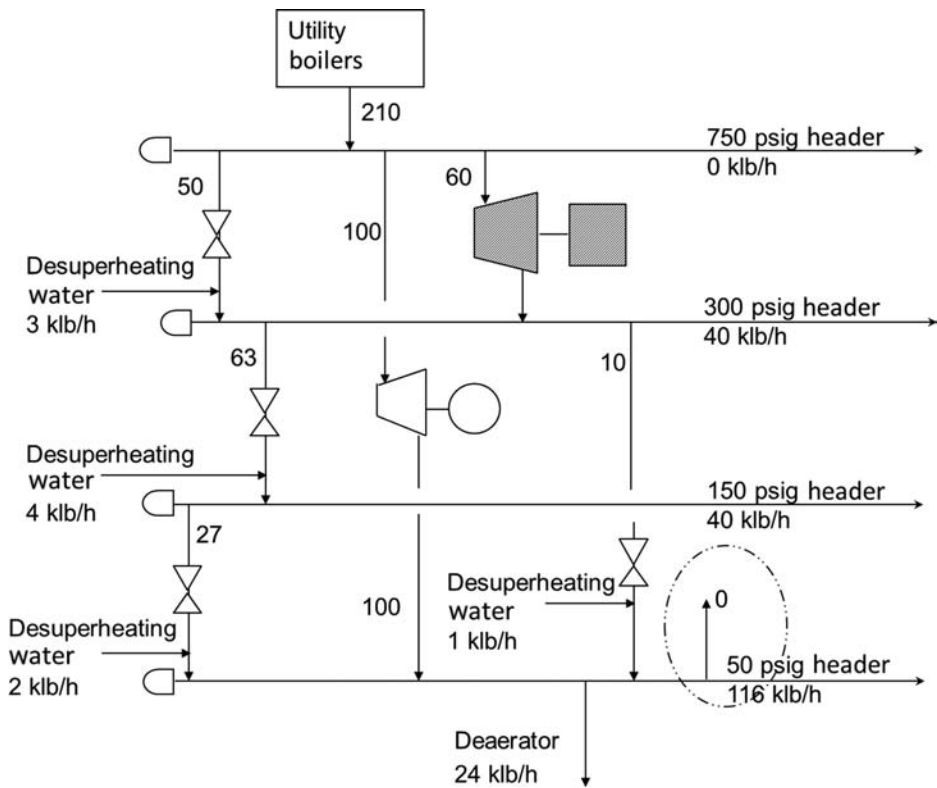 Utility
boilers
210
750 psig header
0 klb/h
50
60
100
Desuperheating
water
3 klb/h
300 psig header
40 klb/h
63
10
Desuperheating
water
4 klb/h
150 psig header
40 klb/h
27
Desuperheating
water
1 klb/h
100
0
Desuperheating
water
2 klb/h
50 psig header
116 klb/h
Deaerator
24 klb/h